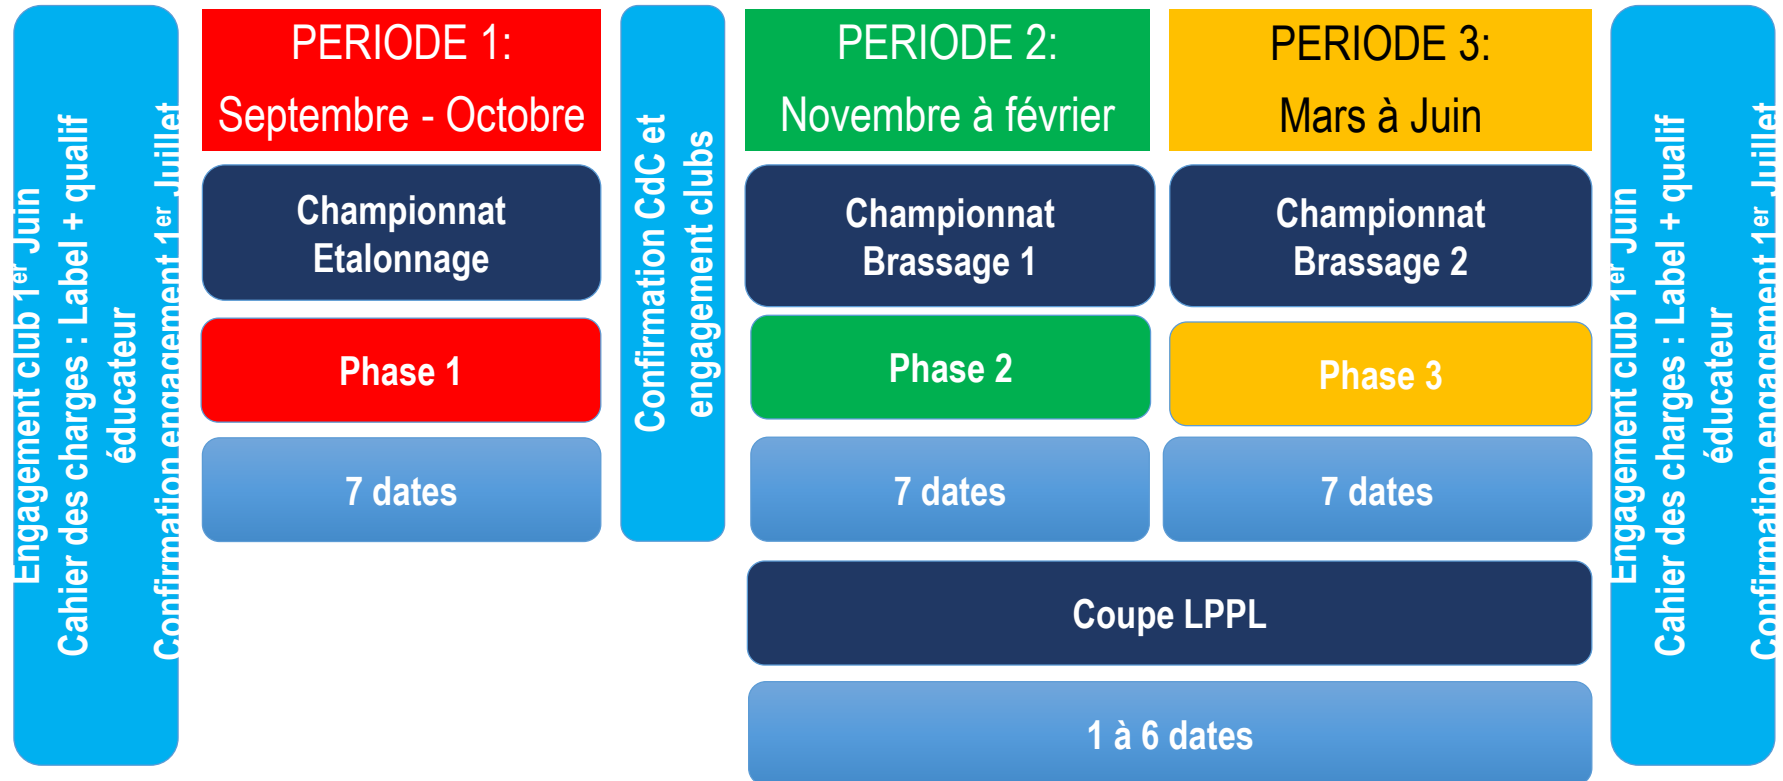 Engagement club 1er Juin
Cahier des charges : Label + qualif
éducateur
Confirmation engagement 1er Juillet
PERIODE 1:
Septembre - Octobre
Championnat
Etalonnage
Phase 1
7 dates
Confirmation CdC et
engagement clubs
PERIODE 2:
Novembre à février
Championnat
Brassage 1
Phase 2
7 dates
PERIODE 3:
Mars à Juin
Championnat
Brassage 2
Phase 3
7 dates
Coupe LPPL
1 à 6 dates
Engagement club 1er Juin
Cahier des charges : Label + qualif
éducateur
Confirmation engagement 1er Juillet